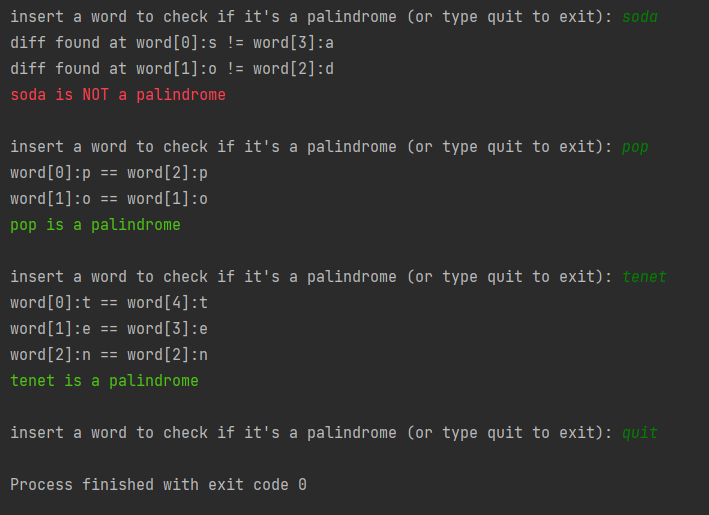 insert a word to check if it's a palindrome (or type quit to exit): soda
diff found at word[0]:s != word[3]:a
diff found at word[1]:o != word[2]:d
soda is NOT a palindrome
insert a word to check if it's a palindrome (or type quit to exit): pop
word[0]:p == word[2]:p
word[1]:o == word[1]:o
pop is a palindrome
insert a word to check if it's a palindrome (or type quit to exit): tenet
word[0]:t == word[4]:t
word[1]:e == word[3]:e
word[2]:n == word[2]:n
tenet is a palindrome
insert a word to check if it's a palindrome (or type quit to exit): quit
Process finished with exit code 0